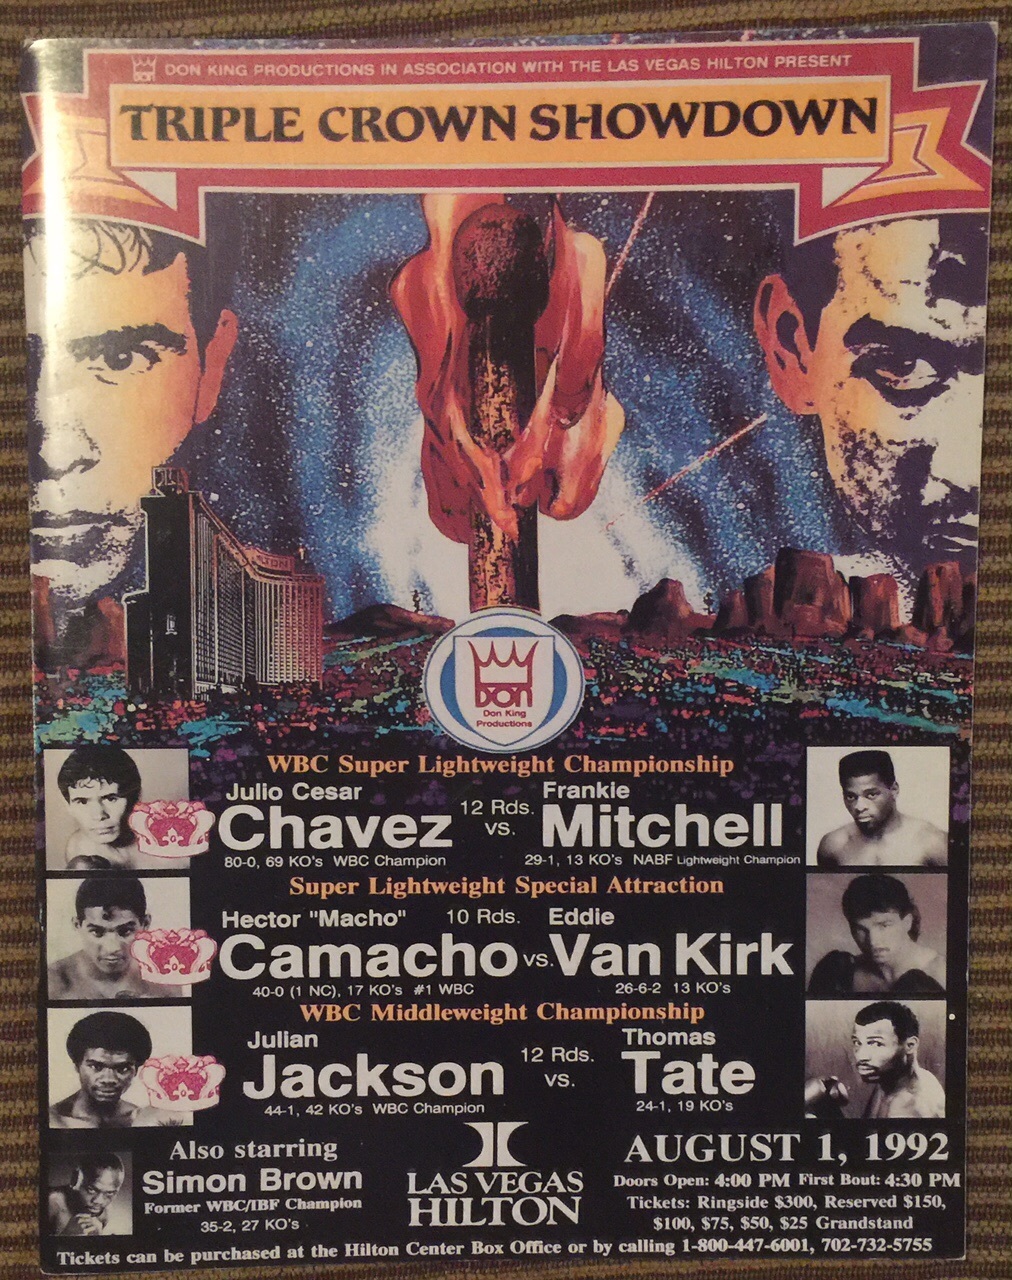 DON KING PRODUCTIONS IN ASSOCIATION WITH THE LAS VEGAS HILTON PRESENT
TRIPLE CROWN SHOWDOWN
DON
Don King
Productions
WBC Super Lightweight Championship
Julio Cesar Chavez 12 Rds. vs. Frankie Mitchell
80-0, 69 KO's WBC Champion 29-1, 13 KO's NABF Lightweight Champion
Super Lightweight Special Attraction
Hector "Macho" 10 Rds. Eddie
Camacho vs. Van Kirk
40-0 (1 NC), 17 KO's #1 WBC 26-6-2 13 KO's
WBC Middleweight Championship
Julian Jackson 12 Rds. vs. Thomas Tate
44-1, 42 KO's WBC Champion 24-1, 19 KO's
Also starring
Simon Brown
Former WBC/IBF Champion
35-2, 27 KO's
LAS VEGAS
HILTON
AUGUST 1, 1992
Doors Open: 4:00 PM First Bout: 4:30 PM
Tickets: Ringside $300, Reserved $150,
$100, $75, $50, $25 Grandstand
Tickets can be purchased at the Hilton Center Box Office or by calling 1-800-447-6001, 702-732-5755